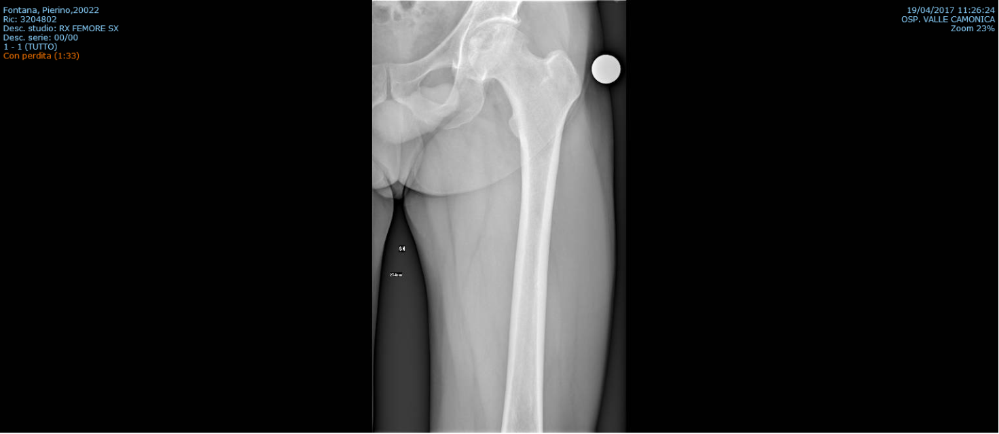 Fontana, Pierino,20022
Ric: 3204802
Desc. studio: RX FEMORE SX
Desc. serie: 00/00
1 - 1 (TUTTO)
Con perdita (1:33)
19/04/2017 11:26:24
OSP. VALLE CAMONICA
Zoom 23%